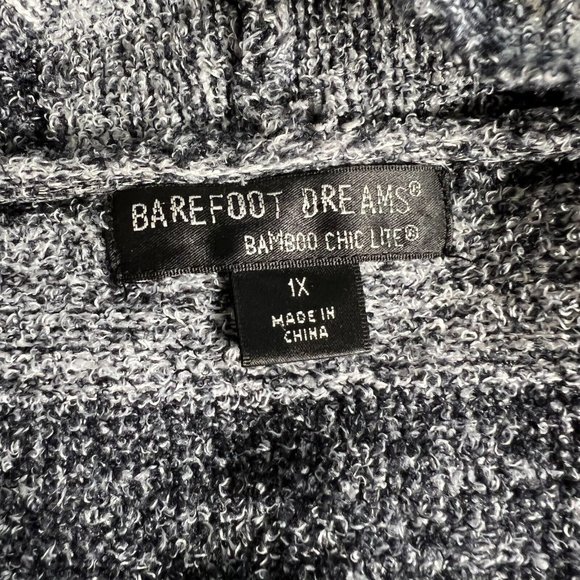 BAREFOOT DREAMS®
BAMBOO CHIC LITE®
1X
MADE IN
CHINA